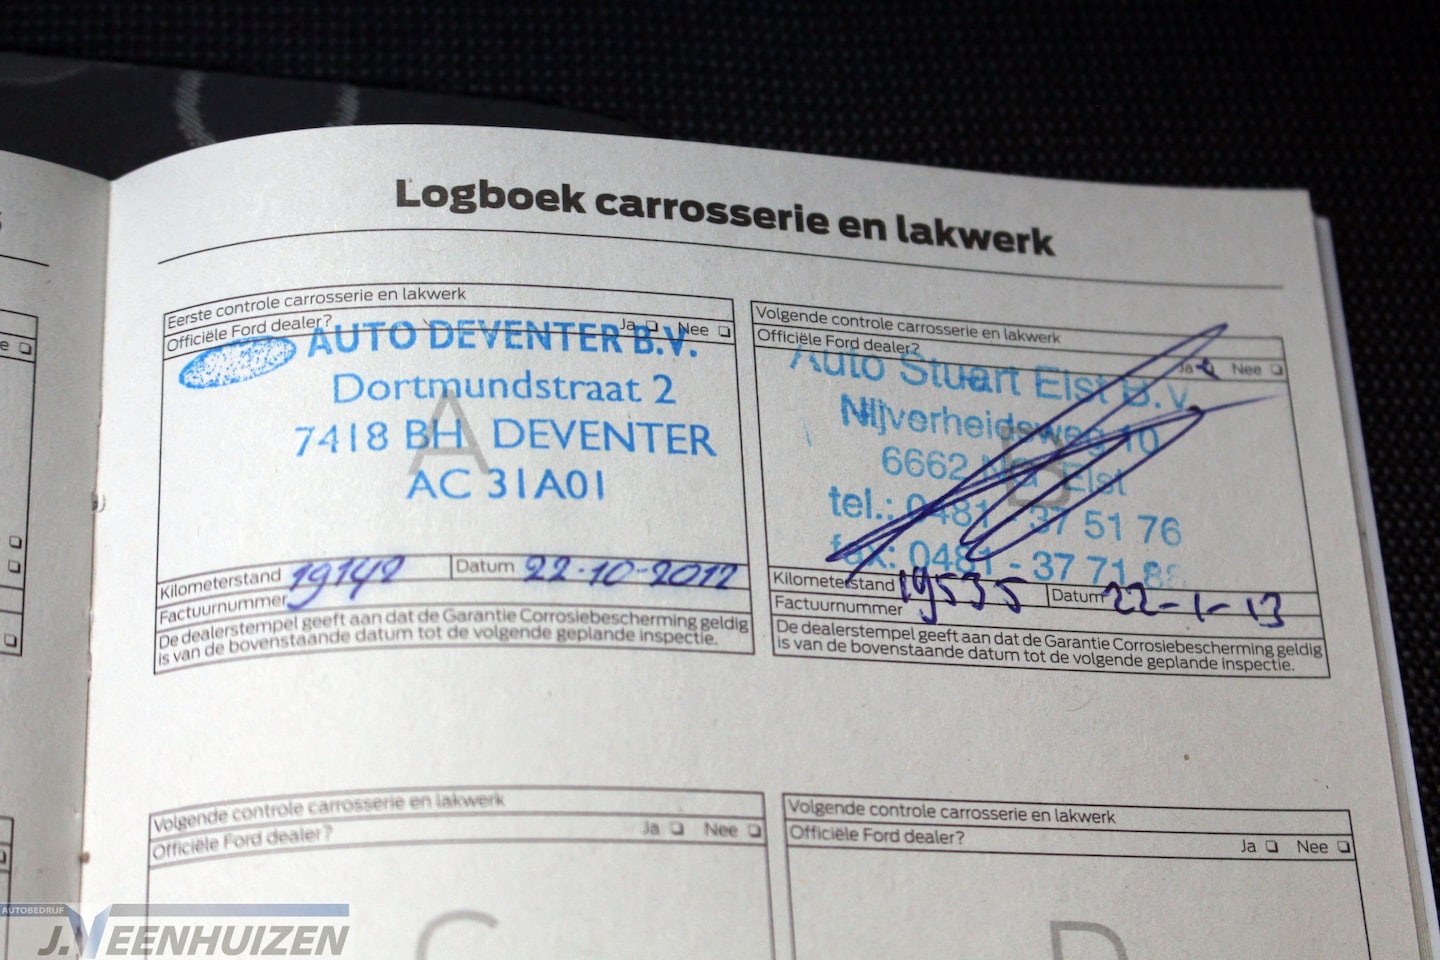 Logboek carrosserie en lakwerk
Eerste controle carrosserie en lakwerk
Officiële Ford dealer? Ja Nee
AUTO DEVENTER B.V.
Dortmundstraat 2
A
7418 BH DEVENTER
AC 31A01
Kilometerstand 19142 Datum 22-10-2012
Factuurnummer
De dealerstempel geeft aan dat de Garantie Corrosiebescherming geldig
is van de bovenstaande datum tot de volgende geplande inspectie.
Volgende controle carrosserie en lakwerk
Officiële Ford dealer? Ja Nee
Auto Stuart Elst B.V.
Nijverheidsweg 10
B
6662 Elst
tel.: 0481 - 37 51 76
fax: 0481 - 37 71
Kilometerstand 19535 Datum 22-1-13
Factuurnummer
De dealerstempel geeft aan dat de Garantie Corrosiebescherming geldig
is van de bovenstaande datum tot de volgende geplande inspectie.
Volgende controle carrosserie en lakwerk
Officiële Ford dealer? Ja Nee
C
Volgende controle carrosserie en lakwerk
Officiële Ford dealer? Ja Nee
D
AUTOBEDRIJF
J. VEENHUIZEN